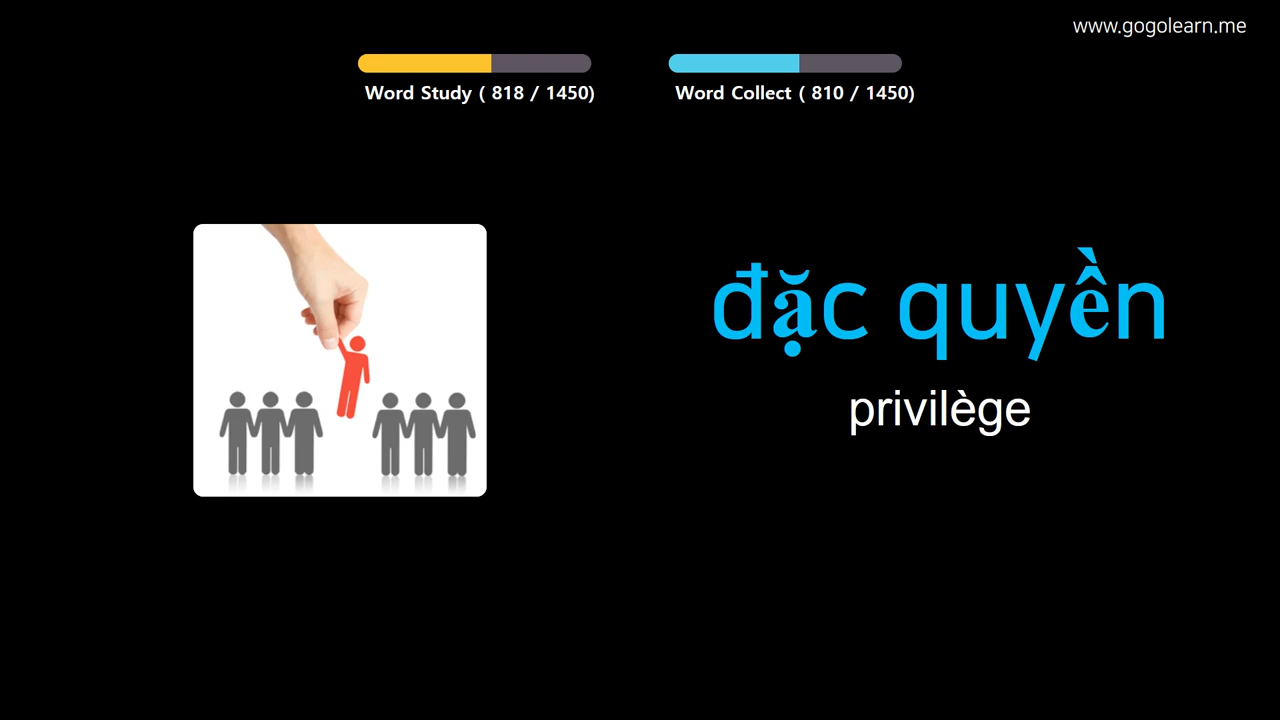 www.gogolearn.me
Word Study ( 818 / 1450)
Word Collect ( 810 / 1450)
đặc quyền
privilège